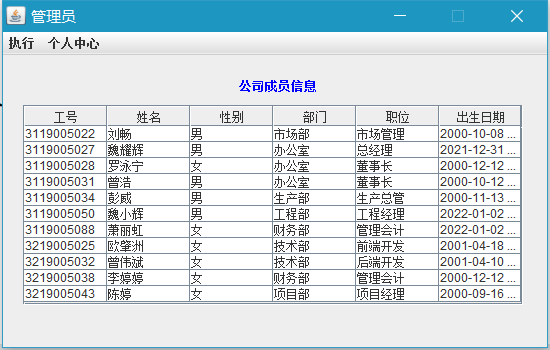 管理员
执行 个人中心
公司成员信息
工号 姓名 性别 部门 职位 出生日期
3119005022 刘畅 男 市场部 市场管理 2000-10-08 ...
3119005027 魏耀辉 男 办公室 总经理 2021-12-31 ...
3119005028 罗泳宁 女 办公室 董事长 2000-12-12 ...
3119005031 曾浩 男 办公室 董事长 2000-10-12 ...
3119005034 彭威 男 生产部 生产总管 2000-11-13 ...
3119005050 魏小辉 男 工程部 工程经理 2022-01-02 ...
3119005088 萧丽虹 女 财务部 管理会计 2022-01-02 ...
3219005025 欧肇洲 女 技术部 前端开发 2001-04-18 ...
3219005032 曾伟斌 女 技术部 后端开发 2001-04-10 ...
3219005038 李婷婷 女 财务部 管理会计 2000-12-12 ...
3219005043 陈婷 女 项目部 项目经理 2000-09-16 ...